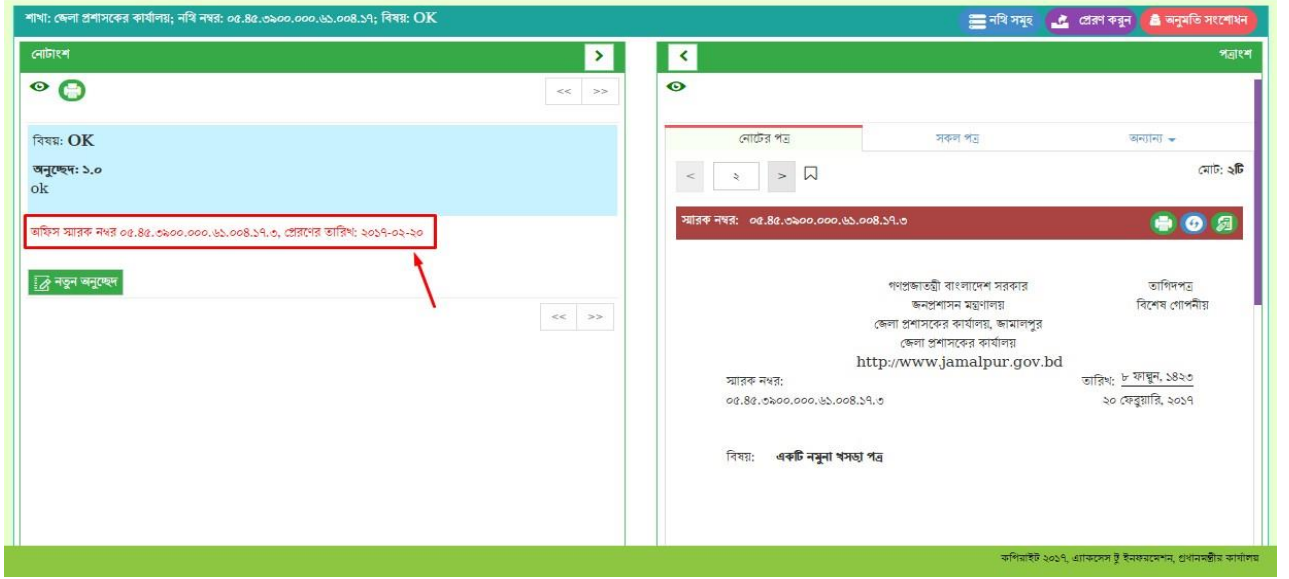 শাখা: জেলা প্রশাসকের কার্যালয়; নথি নম্বর: ০৫.৪৫.৩৯০০.০০০.৬১.০০৪.১৭; বিষয়: OK
নথি সমূহ
প্রেরণ করুন
অনুমতি সংশোধন
নোটাংশ
>
<< >>
বিষয়: OK
অনুচ্ছেদ: ১.০
ok
অফিস স্মারক নম্বর ০৫.৪৫.৩৯০০.০০০.৬১.০০৪.১৭.৩, প্রেরণের তারিখ: ২০১৭-০২-২০
নতুন অনুচ্ছেদ
<< >>
<
পত্রাংশ
নোটের পত্র
সকল পত্র
অন্যান্য
< ২ >
মোট: ২টি
স্মারক নম্বর: ০৫.৪৫.৩৯০০.০০০.৬১.০০৪.১৭.৩
গণপ্রজাতন্ত্রী বাংলাদেশ সরকার
জনপ্রশাসন মন্ত্রণালয়
জেলা প্রশাসকের কার্যালয়, জামালপুর
জেলা প্রশাসকের কার্যালয়
http://www.jamalpur.gov.bd
তাগিদপত্র
বিশেষ গোপনীয়
স্মারক নম্বর:
০৫.৪৫.৩৯০০.০০০.৬১.০০৪.১৭.৩
তারিখ: ৮ ফাল্গুন, ১৪২৩
২০ ফেব্রুয়ারি, ২০১৭
বিষয়: একটি নমুনা খসড়া পত্র
কপিরাইট ২০১৭, এ্যাকসেস টু ইনফরমেশন, প্রধানমন্ত্রীর কার্যালয়